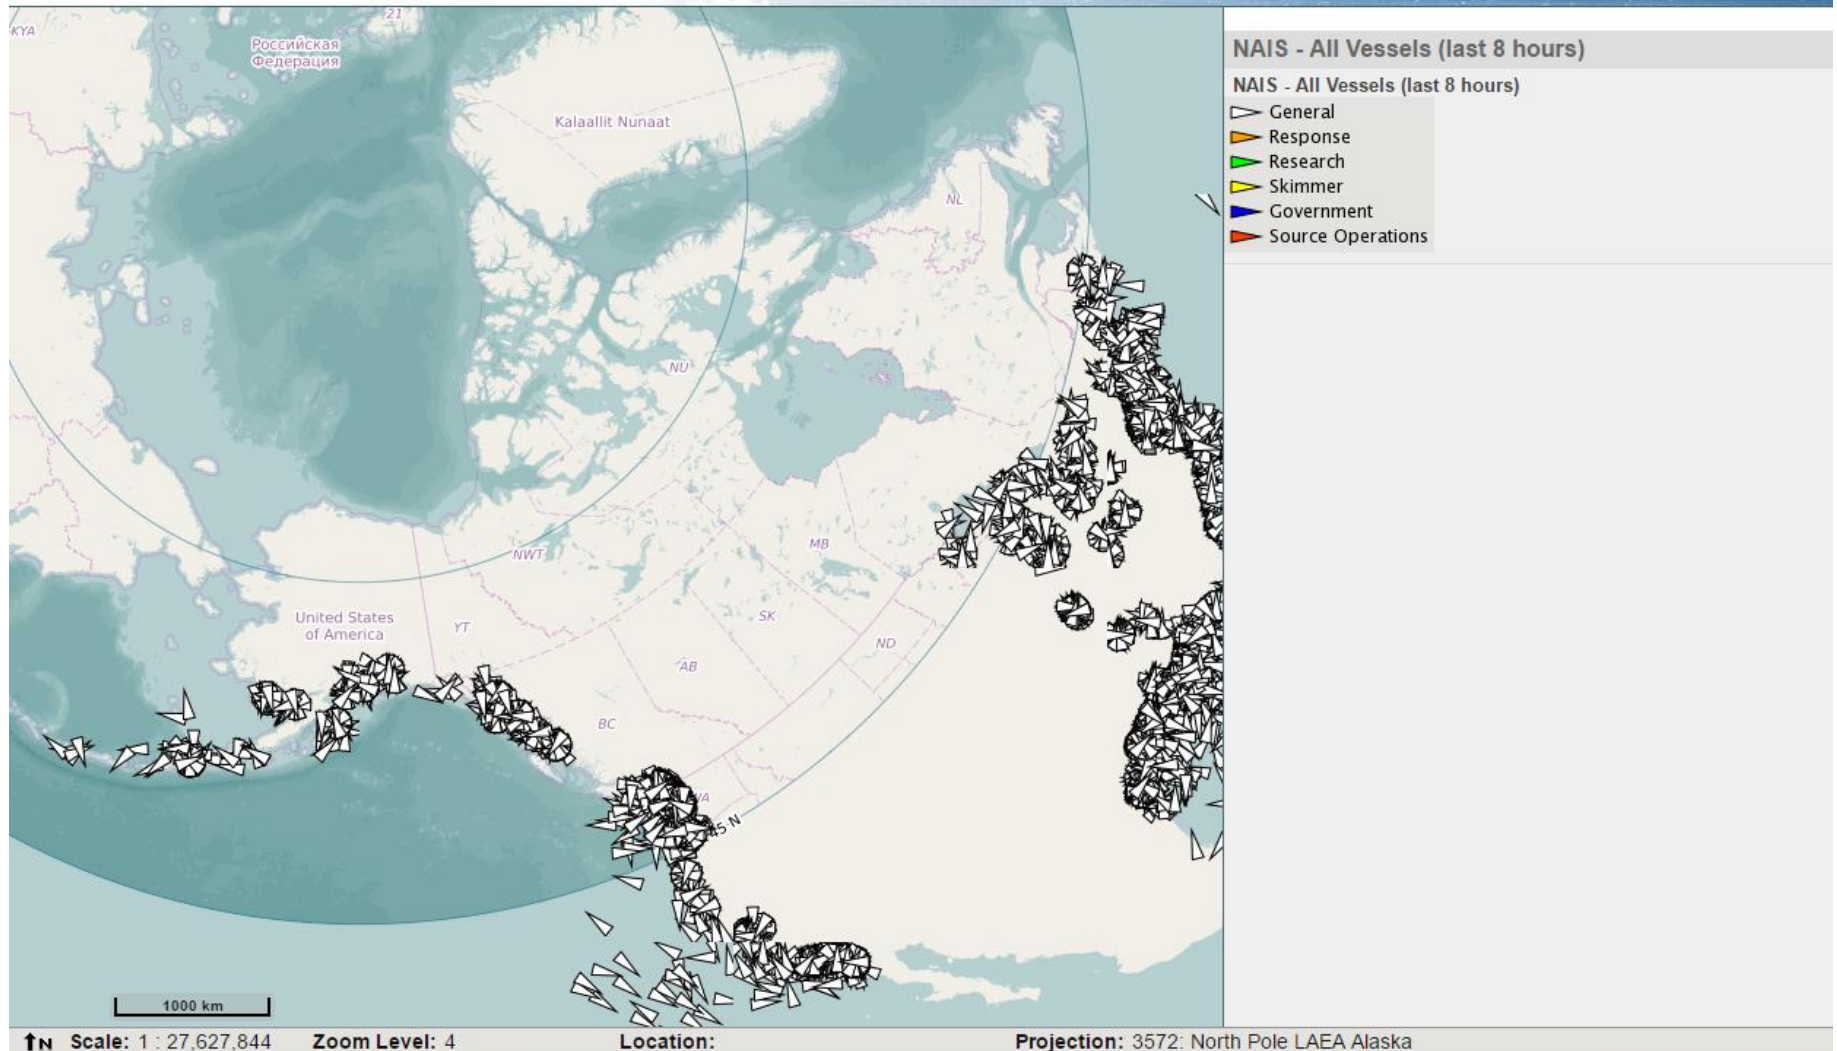 KYA
21
Российская
Федерация
Kalaallit Nunaat
NL
NU
NWT
MB
United States
of America
YT
SK
ND
AB
BC
45 N
1000 km
NAIS - All Vessels (last 8 hours)
NAIS - All Vessels (last 8 hours)
General
Response
Research
Skimmer
Government
Source Operations
N Scale: 1 : 27,627,844 Zoom Level: 4 Location: Projection: 3572: North Pole LAEA Alaska